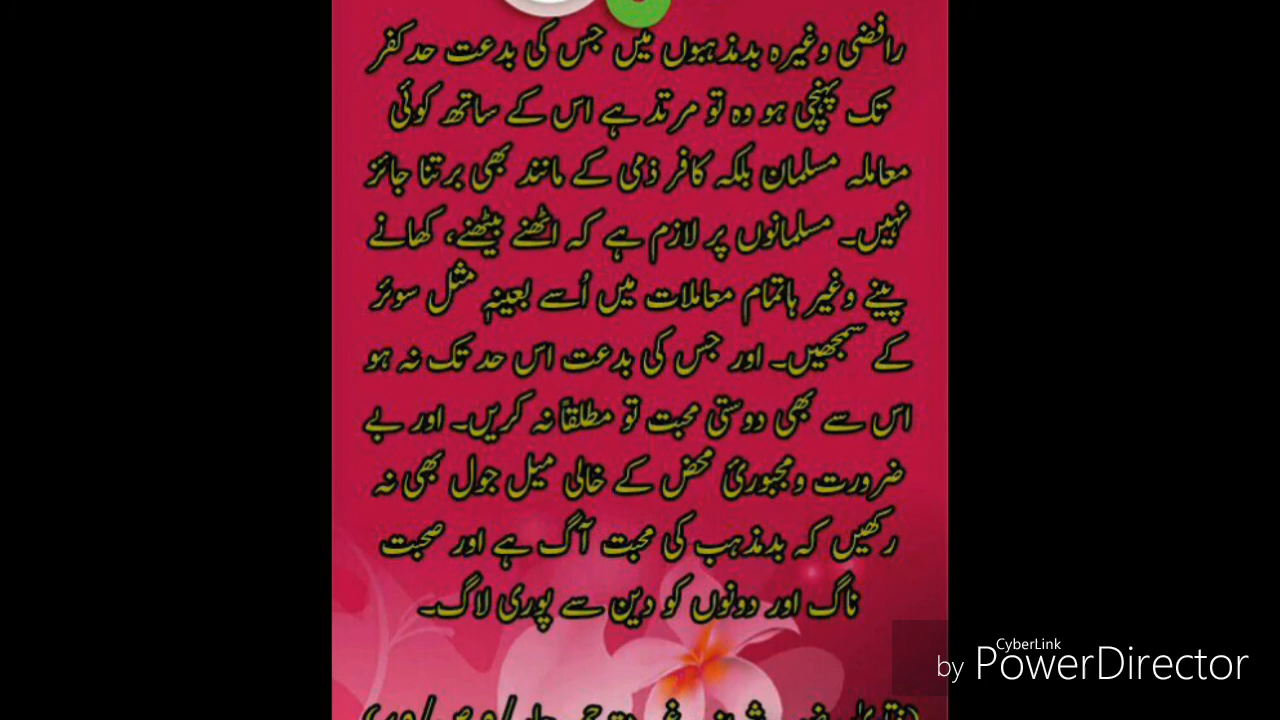 رافضی وغیرہ بدمذہبوں میں جس کی بدعت حد کفر
تک پہنچی ہو وہ تو مرتد ہے اس کے ساتھ کوئی
معاملہ مسلمان بلکہ کافر ذمی کے مانند بھی برتنا جائز
نہیں۔ مسلمانوں پر لازم ہے کہ اٹھنے بیٹھنے، کھانے
پینے وغیرہاتمام معاملات میں اُسے بعینہٖ مثل سوئر
کے سمجھیں۔ اور جس کی بدعت اس حد تک نہ ہو
اس سے بھی دوستی محبت تو مطلقاً نہ کریں۔ اور بے
ضرورت ومجبوریٔ محض کے خالی میل جول بھی نہ
رکھیں کہ بدمذہب کی محبت آگ ہے اور صحبت
ناگ اور دونوں کو دین سے پوری لاگ۔
CyberLink
by PowerDirector